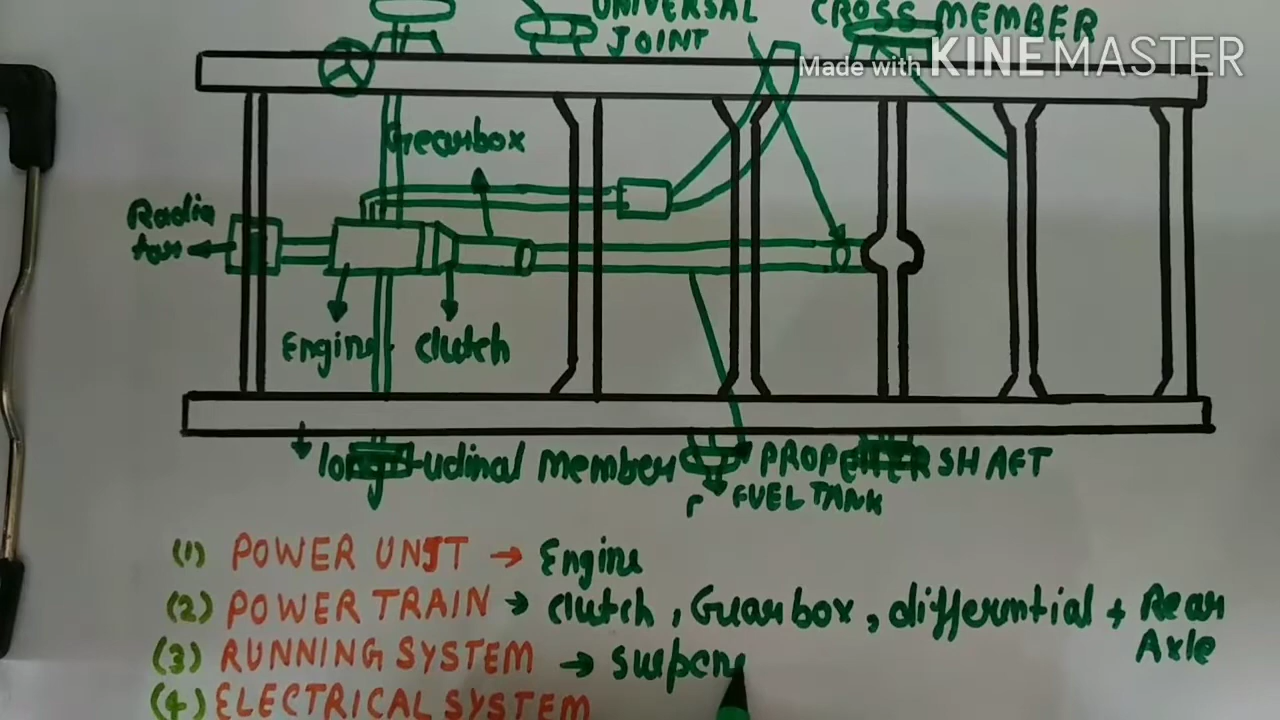 UNIVERSAL
JOINT
CROSS MEMBER
Made with KINEMASTER
Gearbox
Radia
tor
Engine
clutch
longitudinal member
PROPELLER SHAFT
FUEL TANK
(1) POWER UNIT → Engine
(2) POWER TRAIN → clutch, Gearbox, differential + Rear
Axle
(3) RUNNING SYSTEM → suspens
(4) ELECTRICAL SYSTEM